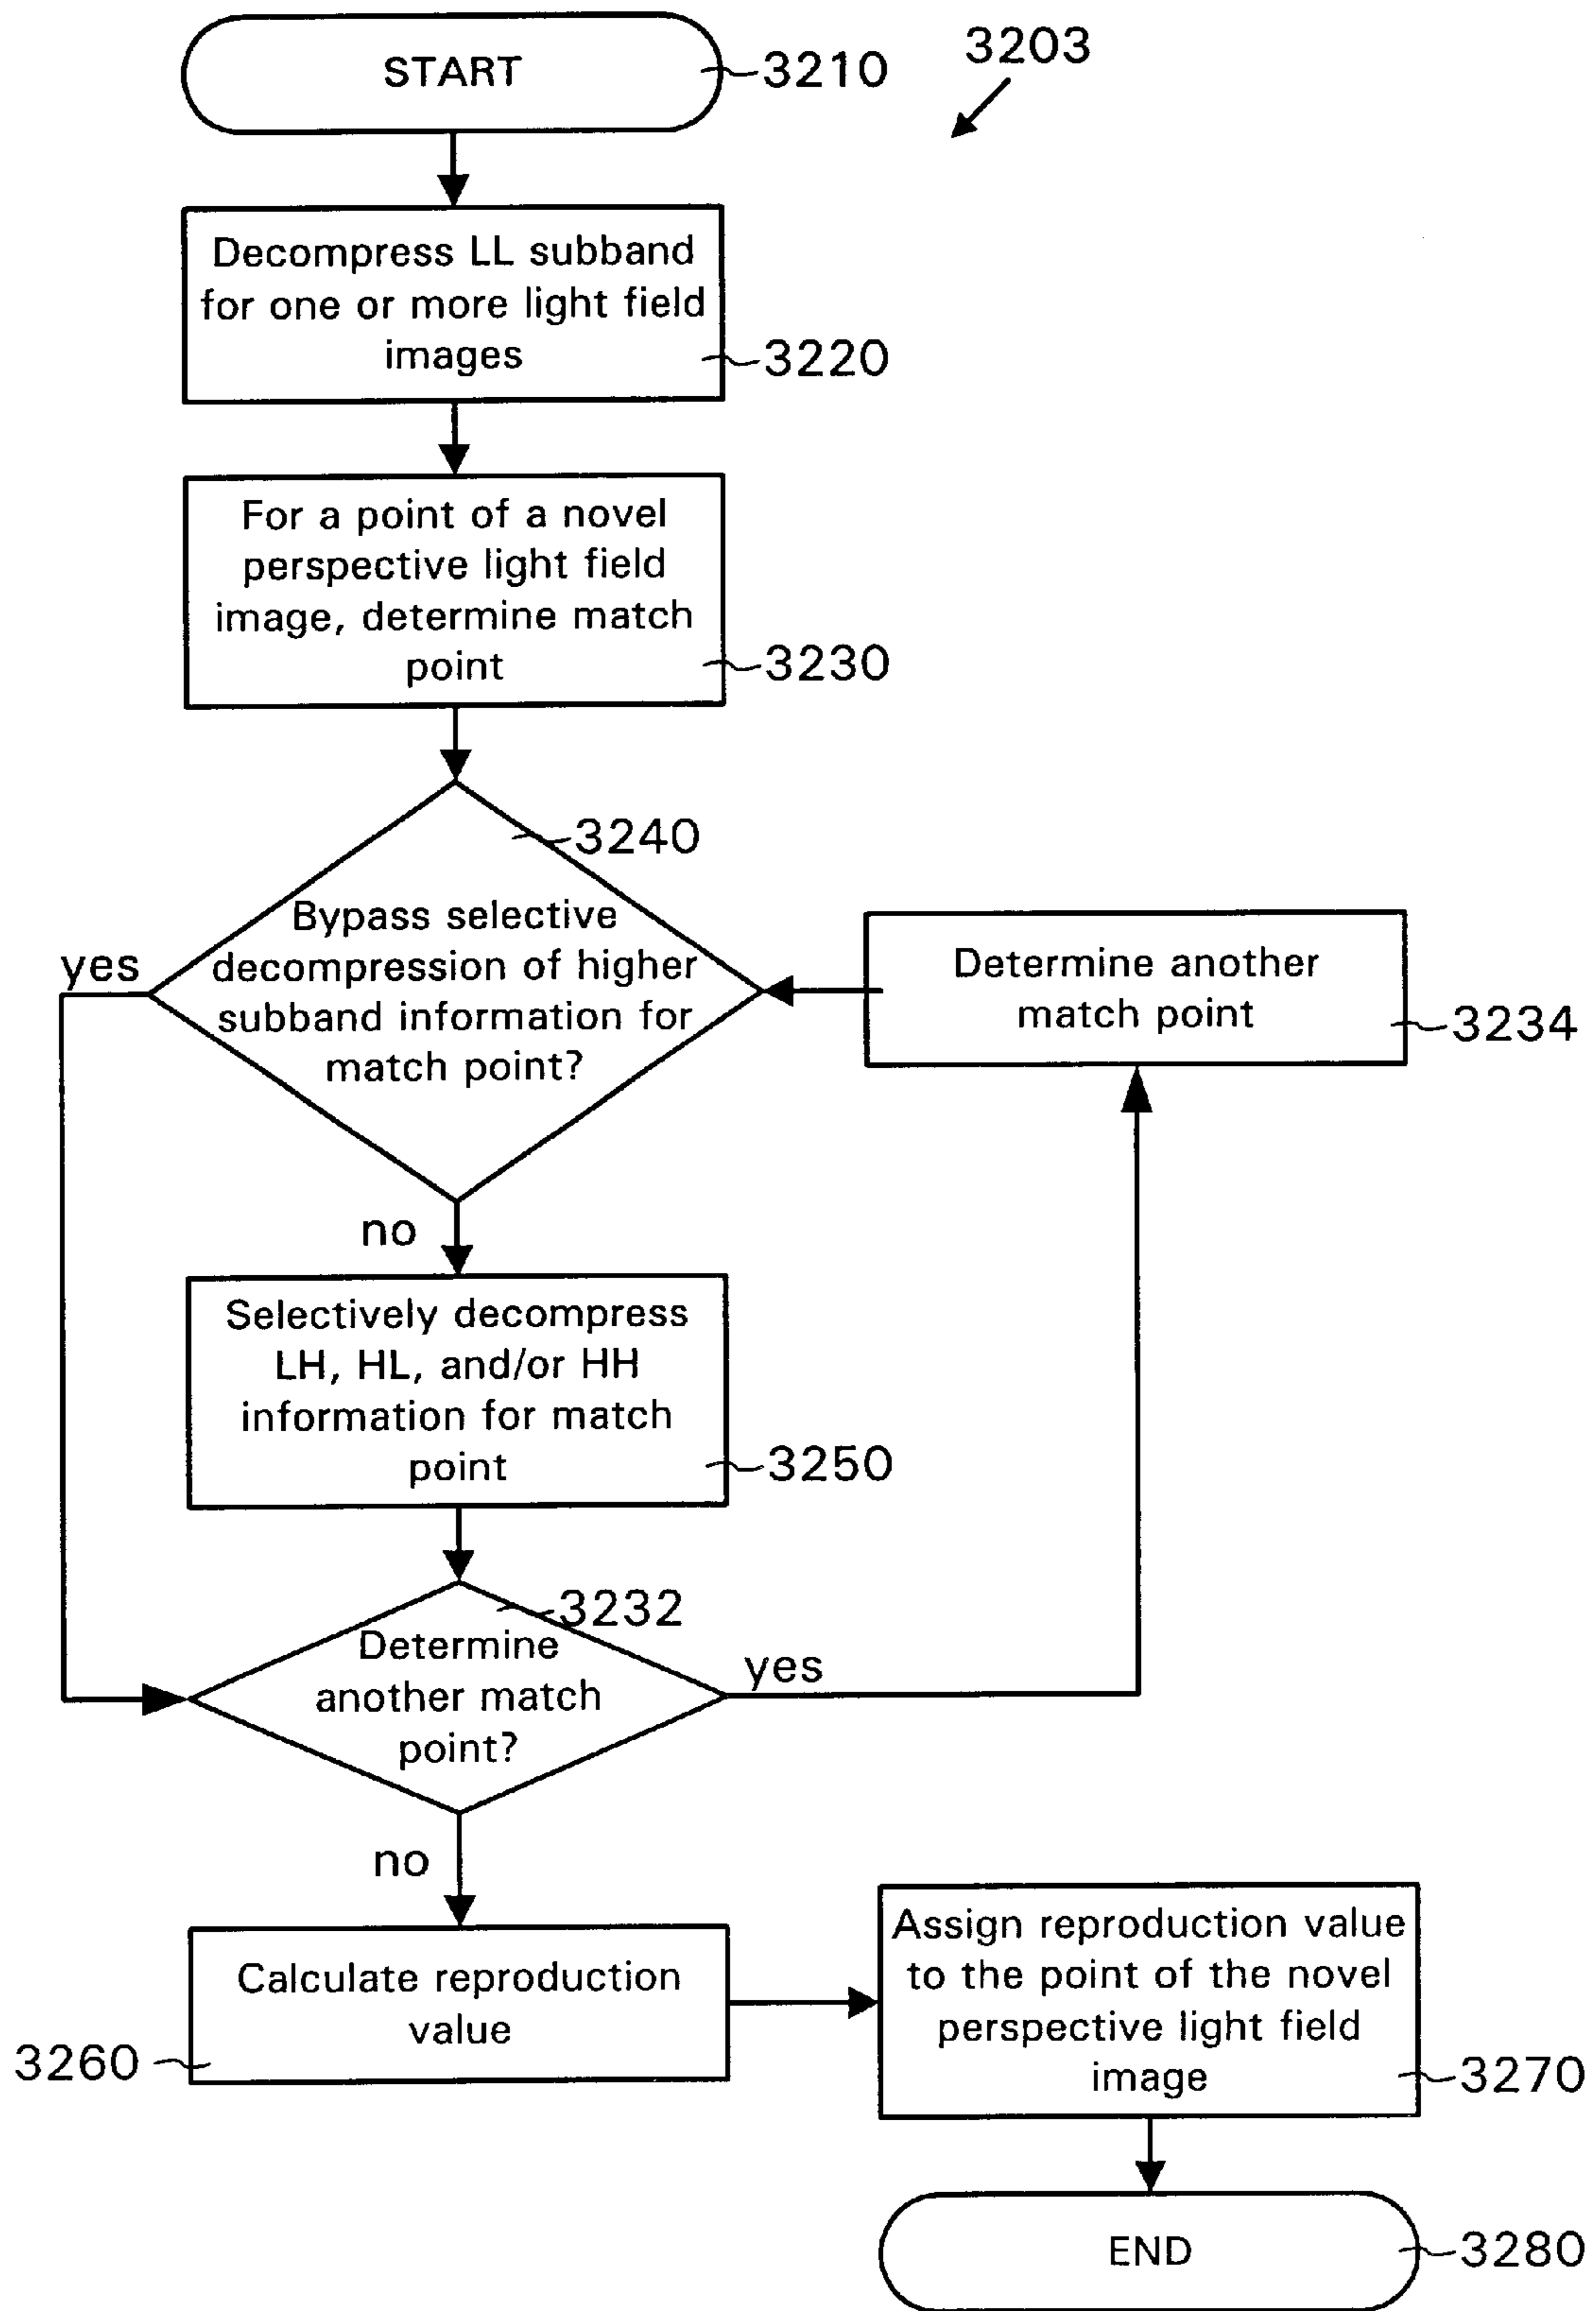 START
3210
3203
Decompress LL subband
for one or more light field
images
3220
For a point of a novel
perspective light field
image, determine match
point
3230
3240
Bypass selective
decompression of higher
subband information for
match point?
yes
Determine another
match point
3234
no
Selectively decompress
LH, HL, and/or HH
information for match
point
3250
3232
Determine
another match
point?
yes
no
Calculate reproduction
value
3260
Assign reproduction value
to the point of the novel
perspective light field
image
3270
END
3280